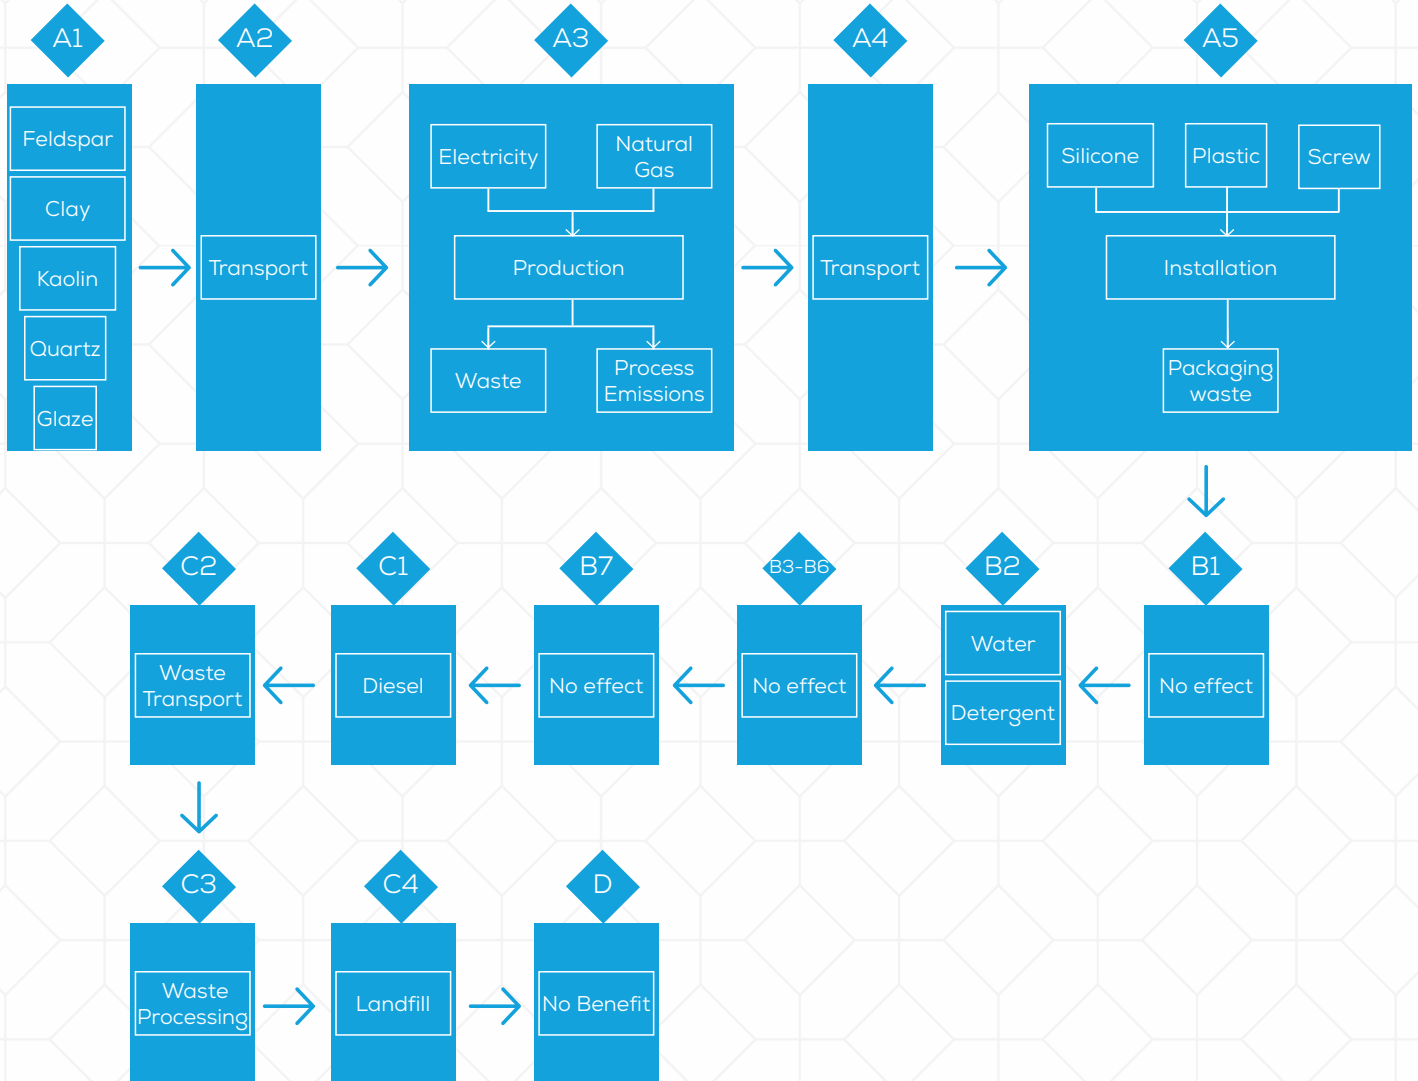 A1
A2
A3
A4
A5
Feldspar
Clay
Kaolin
Quartz
Glaze
Transport
Electricity
Natural
Gas
Production
Waste
Process
Emissions
Transport
Silicone
Plastic
Screw
Installation
Packaging
waste
B1
No effect
B2
Water
Detergent
B3-B6
No effect
B7
No effect
C1
Diesel
C2
Waste
Transport
C3
Waste
Processing
C4
Landfill
D
No Benefit